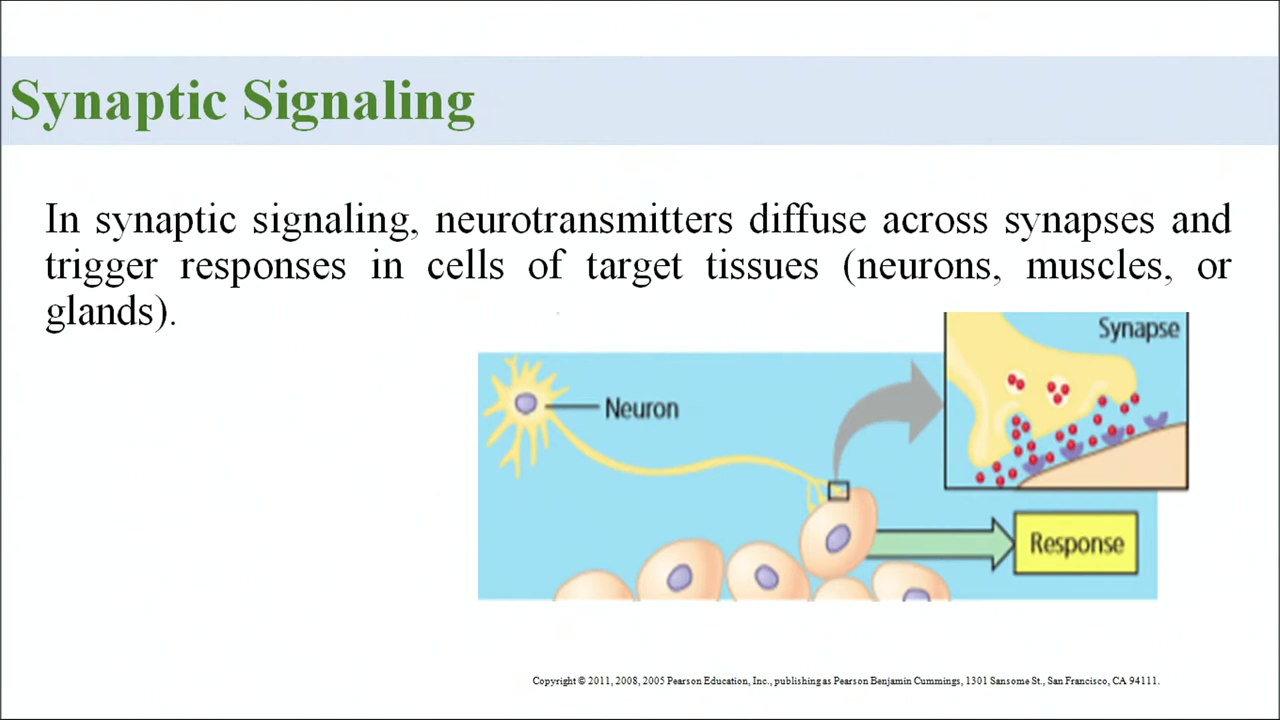 Synaptic Signaling
In synaptic signaling, neurotransmitters diffuse across synapses and
trigger responses in cells of target tissues (neurons, muscles, or
glands).
Synapse
Neuron
Response
Copyright © 2011, 2008, 2005 Pearson Education, Inc., publishing as Pearson Benjamin Cummings, 1301 Sansome St., San Francisco, CA 94111.